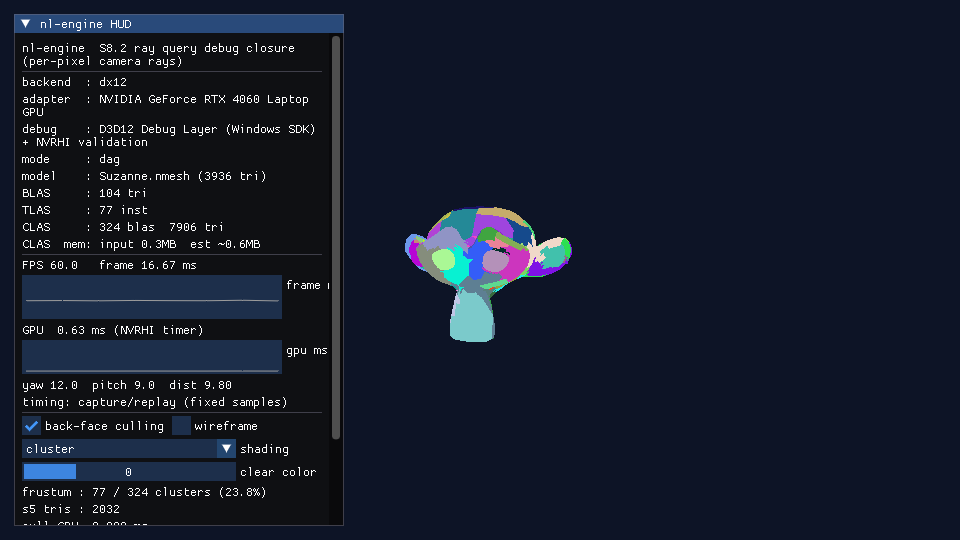 nl-engine HUD
nl-engine  S8.2 ray query debug closure
(per-pixel camera rays)
backend  : dx12
adapter  : NVIDIA GeForce RTX 4060 Laptop
GPU
debug    : D3D12 Debug Layer (Windows SDK)
+ NVRHI validation
mode     : dag
model    : Suzanne.nmesh (3936 tri)
BLAS     : 104 tri
TLAS     : 77 inst
CLAS     : 324 blas  7906 tri
CLAS  mem: input 0.3MB  est ~0.6MB
FPS 60.0   frame 16.67 ms
frame
GPU  0.63 ms (NVRHI timer)
gpu ms
yaw 12.0  pitch 9.0  dist 9.80
timing: capture/replay (fixed samples)
back-face culling  wireframe
cluster  shading
0  clear color
frustum : 77 / 324 clusters (23.8%)
s5 tris : 2032